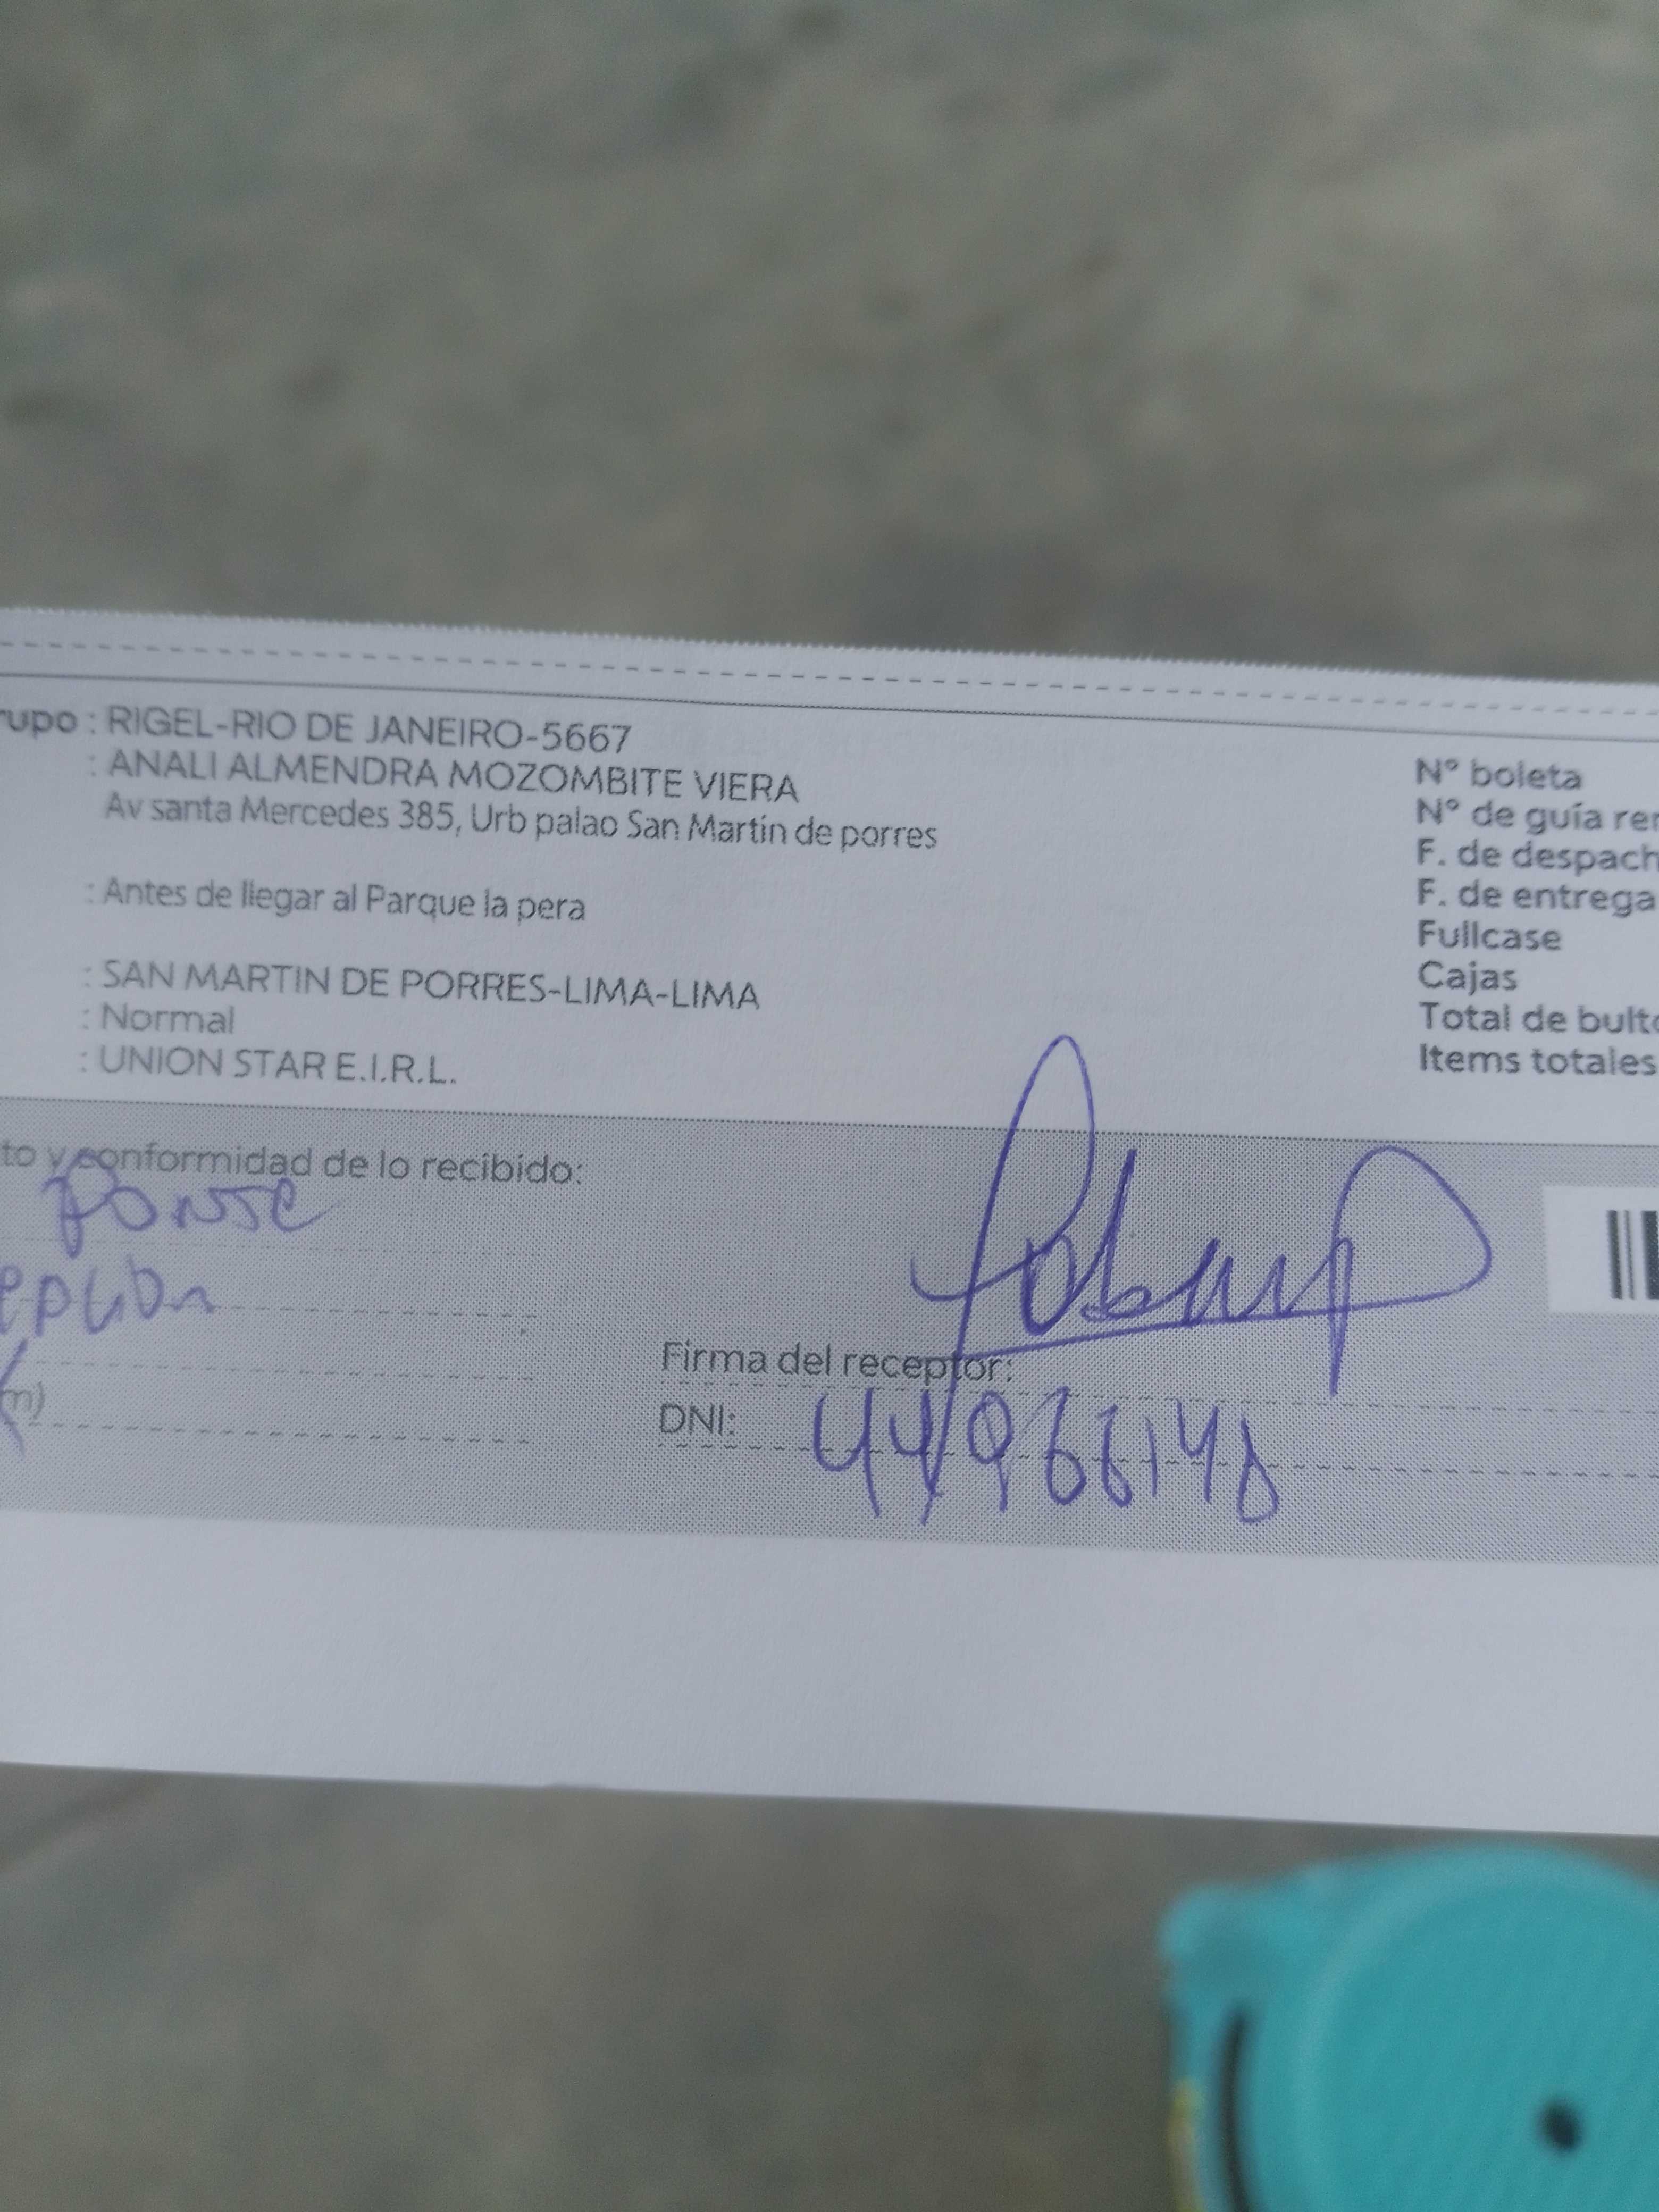 rupo : RIGEL-RIO DE JANEIRO-5667
: ANALI ALMENDRA MOZOMBITE VIERA
Av santa Mercedes 385, Urb palao San Martin de porres
: Antes de llegar al Parque la pera
: SAN MARTIN DE PORRES-LIMA-LIMA
: Normal
: UNION STAR E.I.R.L.
N° boleta
N° de guía re
F. de despach
F. de entrega
Fullcase
Cajas
Total de bult
Items totales
to y conformidad de lo recibido:
epción
Firma del receptor:
m)
DNI: 44966148